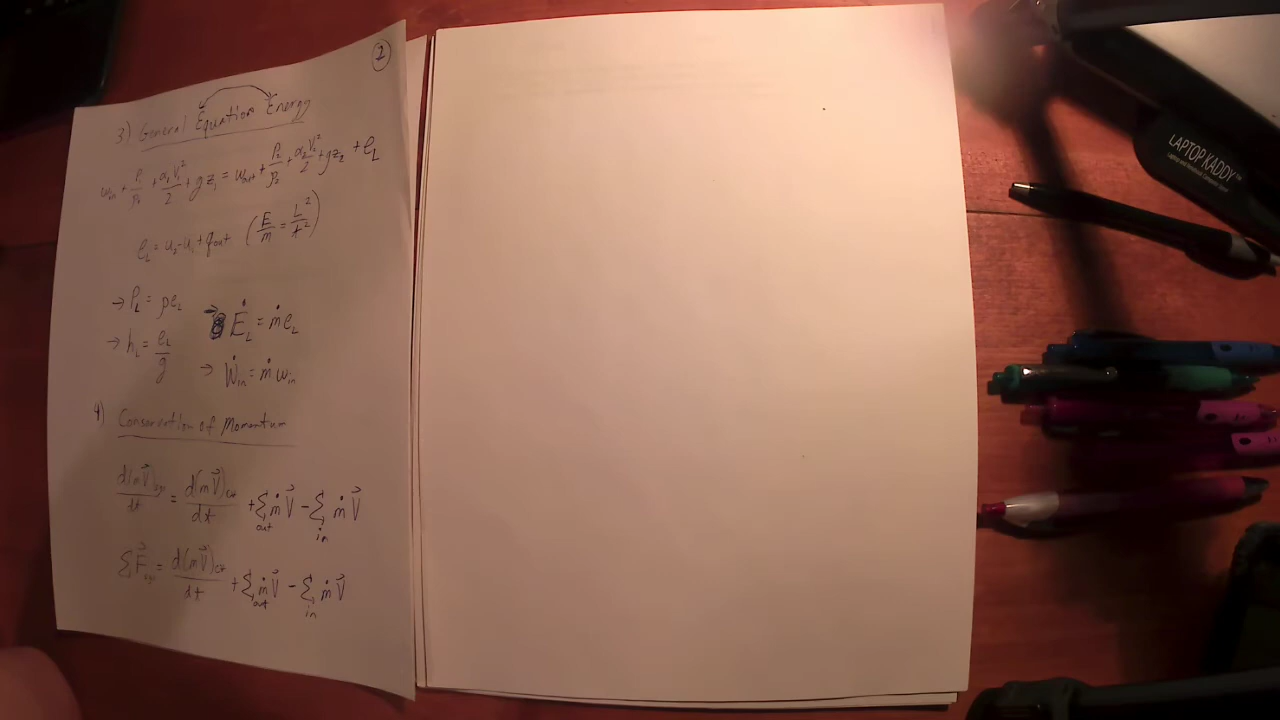 2
3) General Equation Energy
w_in + P₁/ρ₁ + α₁V₁²/2 + gz₁ = w_out + P₂/ρ₂ + α₂V₂²/2 + gz₂ + e_L
e_L = u₂ - u₁ + q_out (E/m = L²/t²)
→ P_L = ρe_L → Ė_L = ṁe_L
→ h_L = e_L/g → Ẇ_in = ṁw_in
4) Conservation of Momentum
d(mV⃗)_sys/dt = d(mV⃗)_cv/dt + Σ_out ṁV⃗ - Σ_in ṁV⃗
ΣF⃗_sys = d(mV⃗)_cv/dt + Σ_out ṁV⃗ - Σ_in ṁV⃗
LAPTOP KADDY™